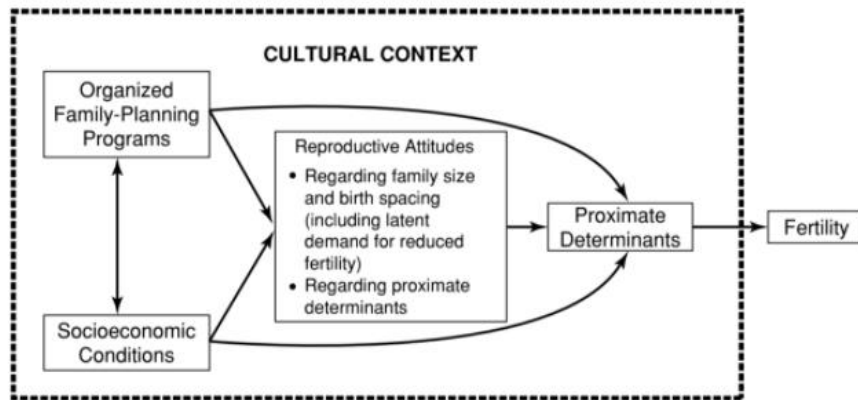 CULTURAL CONTEXT
Organized
Family-Planning
Programs
Reproductive Attitudes
• Regarding family size
and birth spacing
(including latent
demand for reduced
fertility)
• Regarding proximate
determinants
Proximate
Determinants
Fertility
Socioeconomic
Conditions